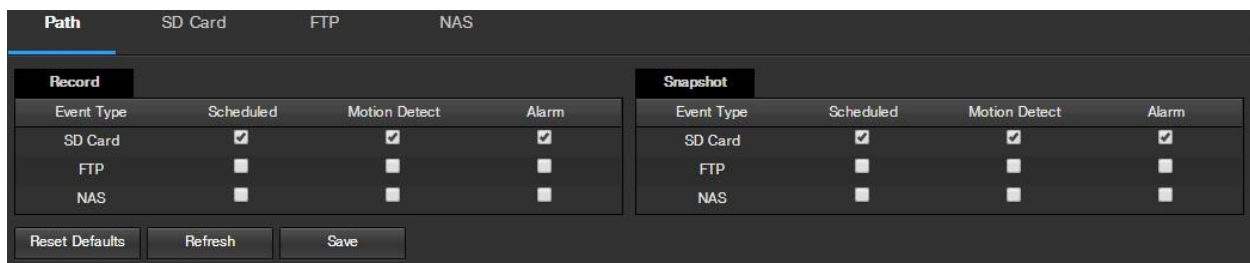 Path SD Card FTP NAS
Record
Event Type Scheduled Motion Detect Alarm
SD Card
FTP
NAS
Snapshot
Event Type Scheduled Motion Detect Alarm
SD Card
FTP
NAS
Reset Defaults Refresh Save